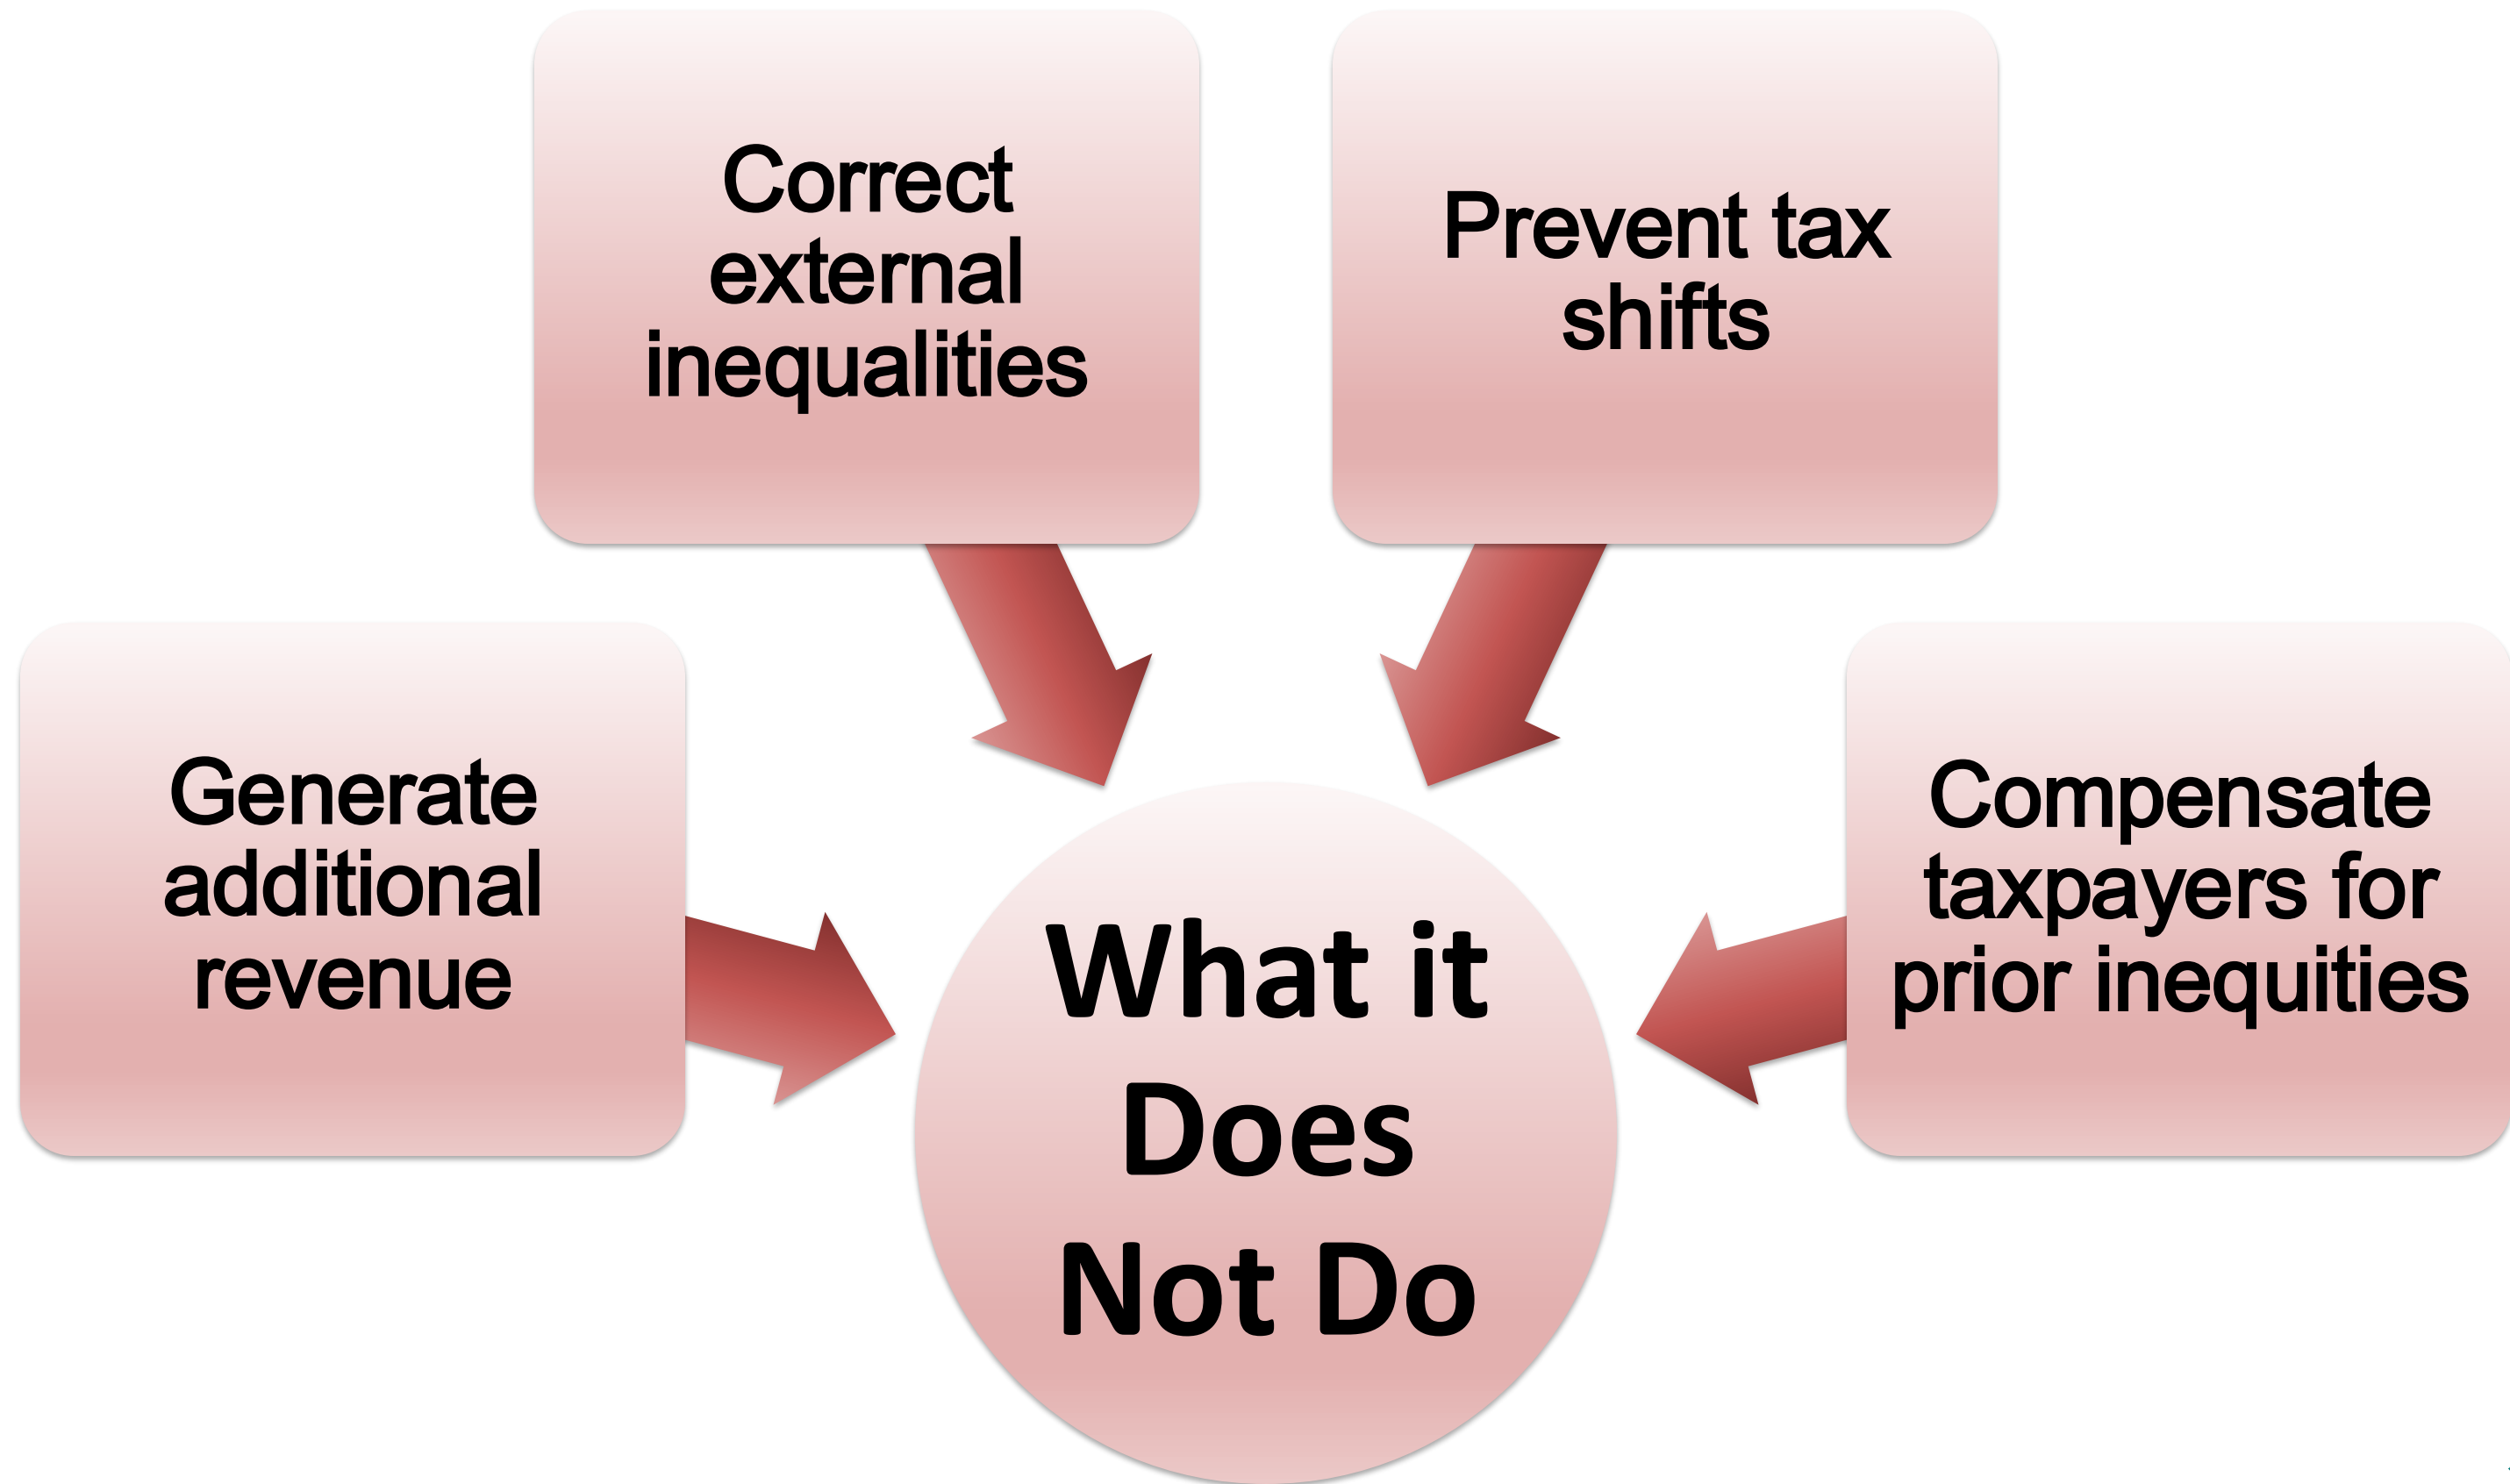 Correct
external
inequalities
Prevent tax
shifts
Generate
additional
revenue
Compensate
taxpayers for
prior inequities
What it
Does
Not Do